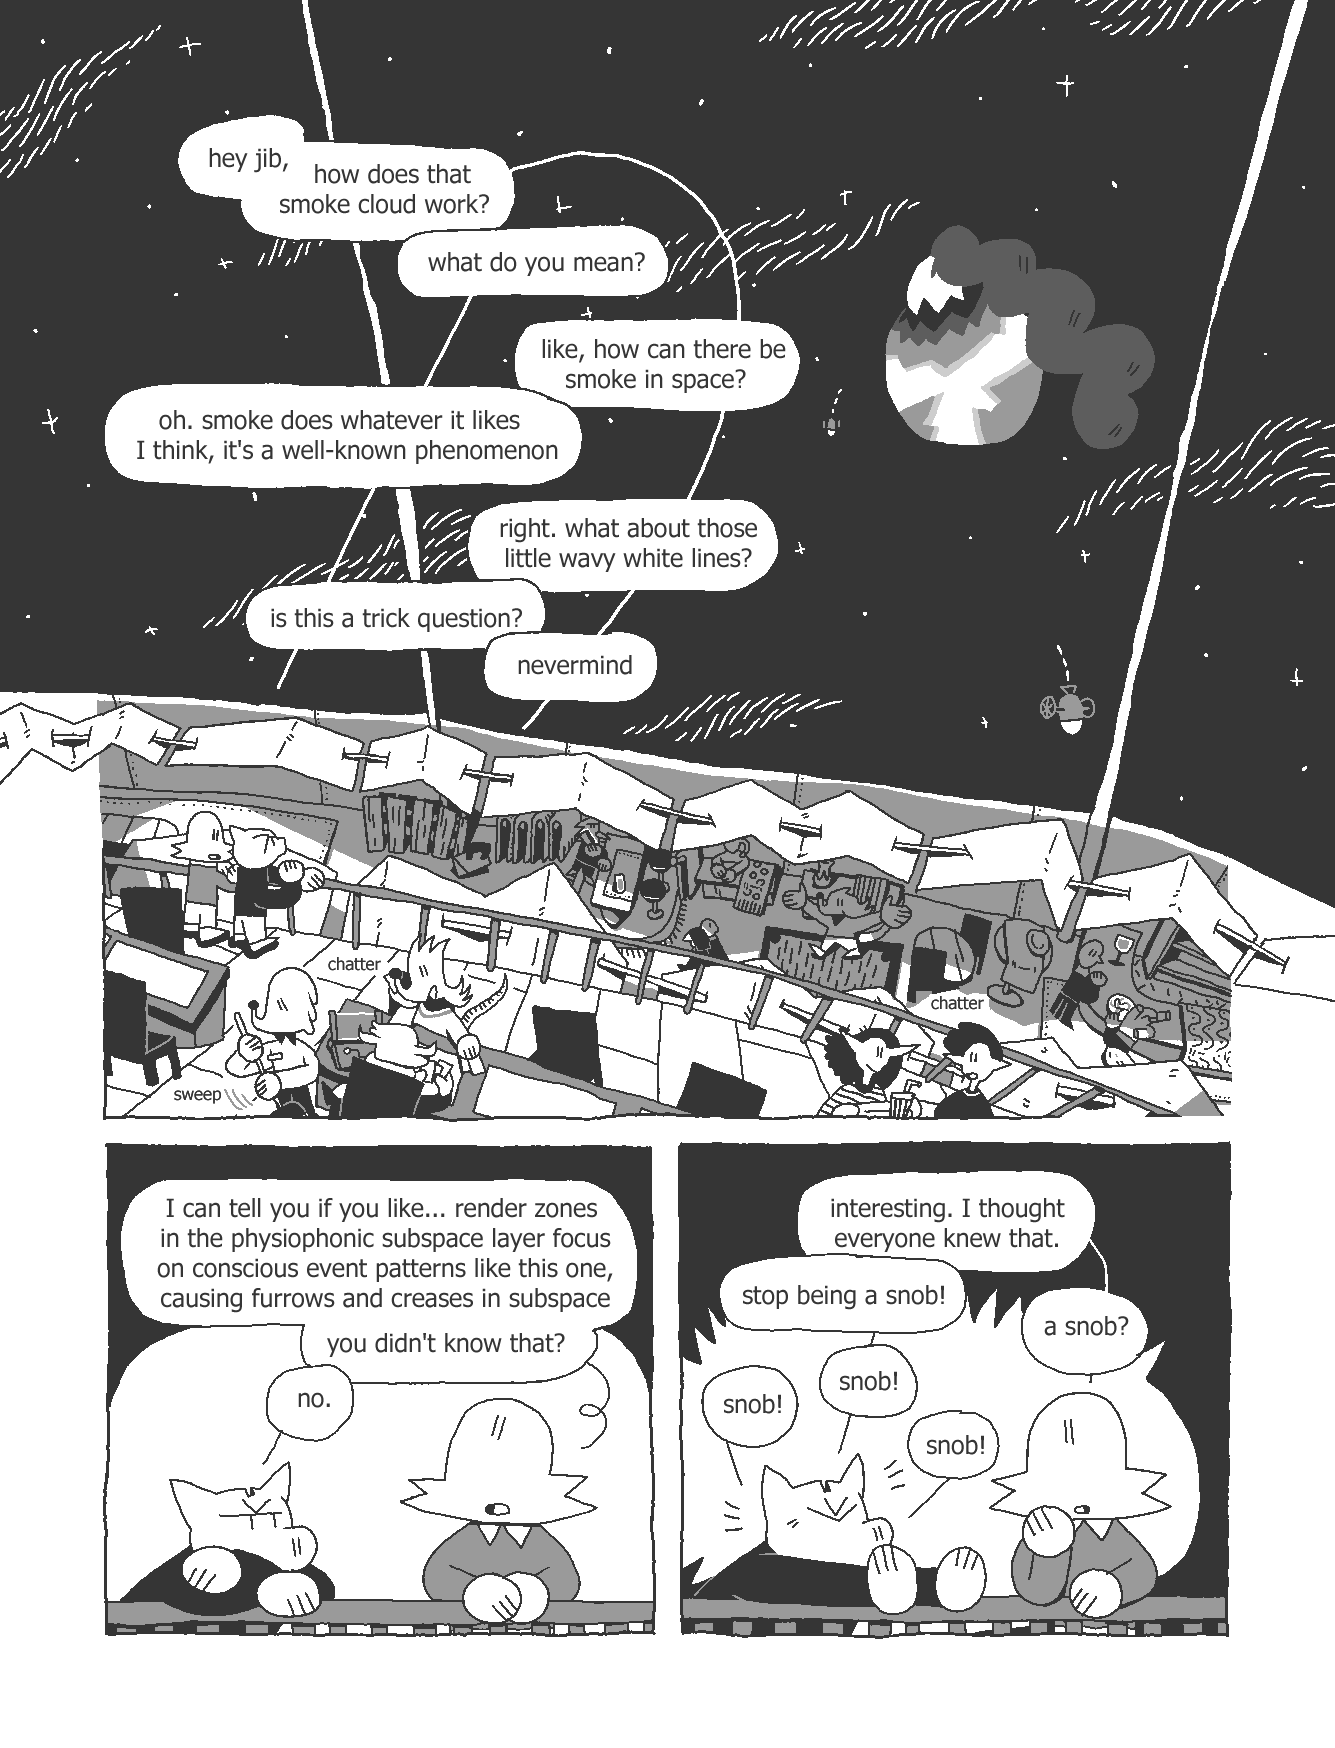 hey jib,
how does that
smoke cloud work?
what do you mean?
like, how can there be
smoke in space?
oh. smoke does whatever it likes
I think, it's a well-known phenomenon
right. what about those
little wavy white lines?
is this a trick question?
nevermind
chatter
chatter
sweep
I can tell you if you like... render zones
in the physiophonic subspace layer focus
on conscious event patterns like this one,
causing furrows and creases in subspace
you didn't know that?
no.
interesting. I thought
everyone knew that.
stop being a snob!
a snob?
snob!
snob!
snob!